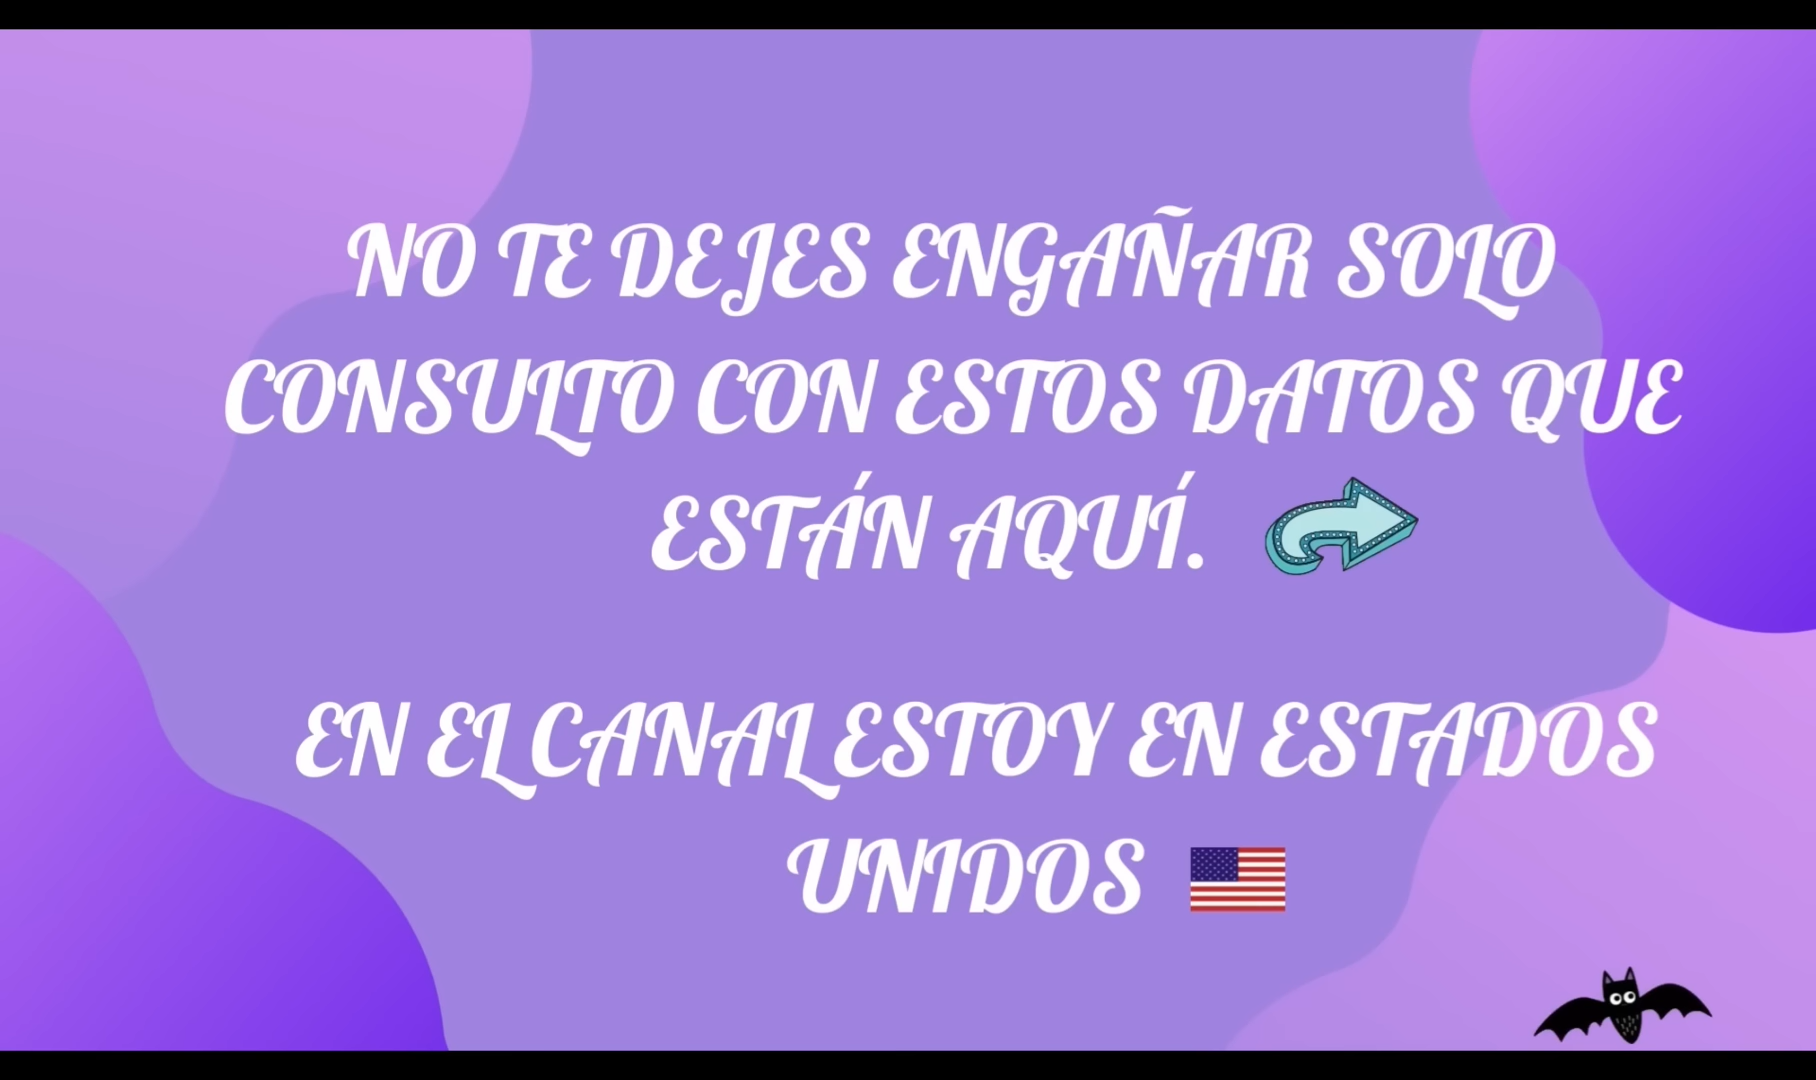 NO TE DEJES ENGAÑAR SOLO
CONSULTO CON ESTOS DATOS QUE
ESTÁN AQUÍ.
EN EL CANAL ESTOY EN ESTADOS
UNIDOS